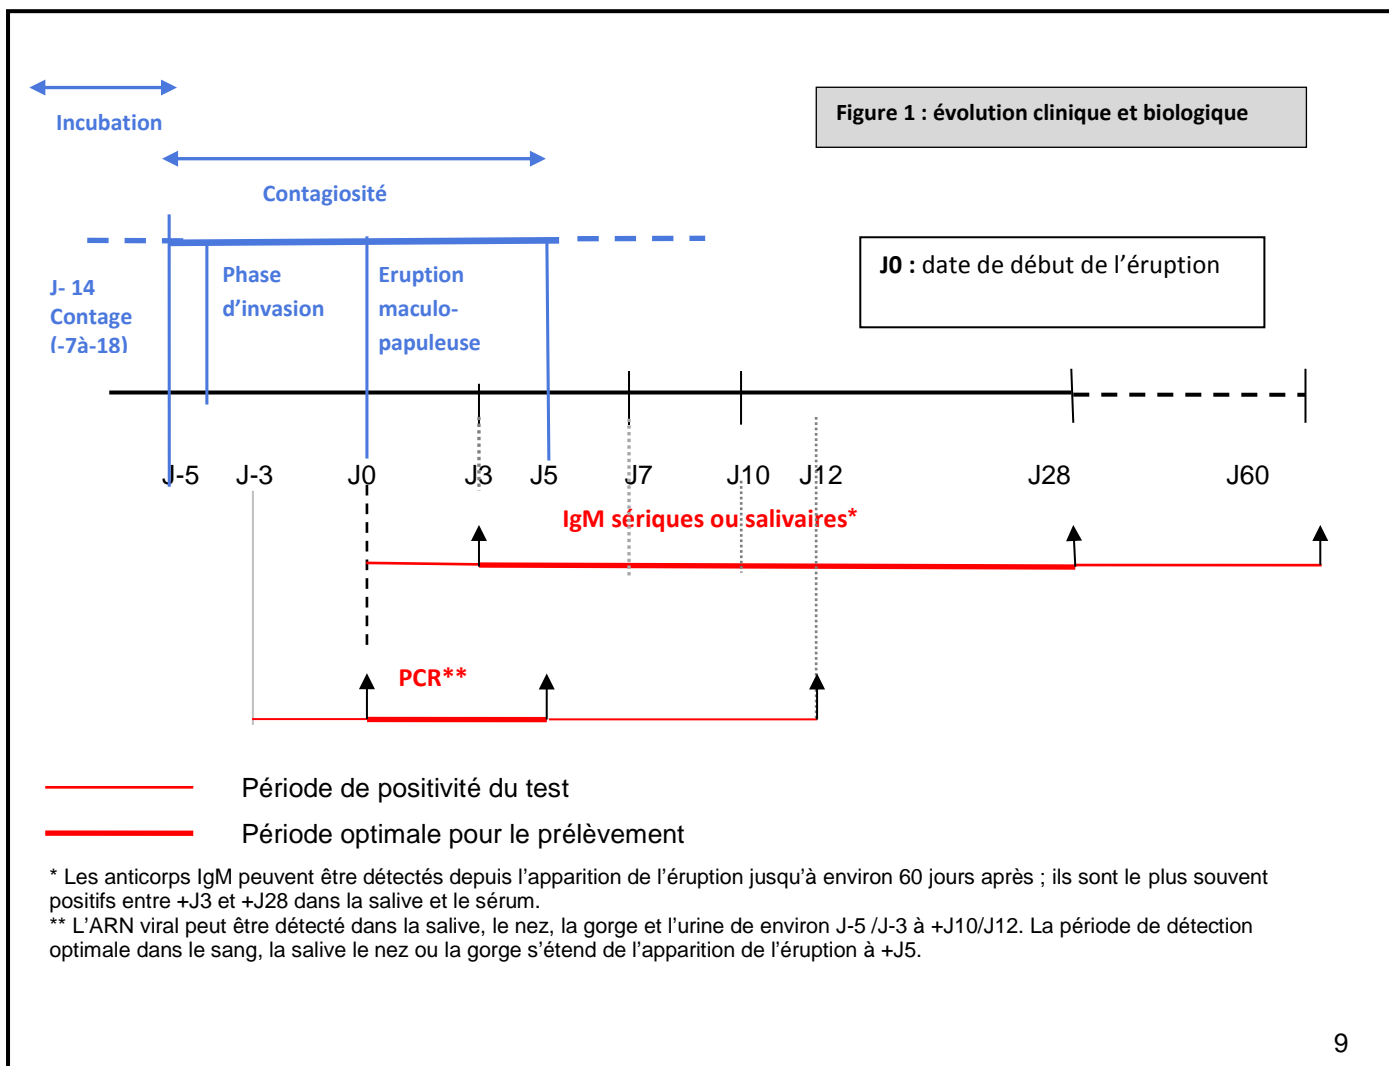 Incubation
Figure 1 : évolution clinique et biologique
Contagiosité
J0 : date de début de l'éruption
J- 14
Contage
(-7à-18)
Phase
d'invasion
Eruption
maculo-
papuleuse
J-5 J-3 J0 J3 J5 J7 J10 J12 J28 J60
IgM sériques ou salivaires*
PCR**
Période de positivité du test
Période optimale pour le prélèvement
* Les anticorps IgM peuvent être détectés depuis l'apparition de l'éruption jusqu'à environ 60 jours après ; ils sont le plus souvent
positifs entre +J3 et +J28 dans la salive et le sérum.
** L'ARN viral peut être détecté dans la salive, le nez, la gorge et l'urine de environ J-5 /J-3 à +J10/J12. La période de détection
optimale dans le sang, la salive le nez ou la gorge s'étend de l'apparition de l'éruption à +J5.
9